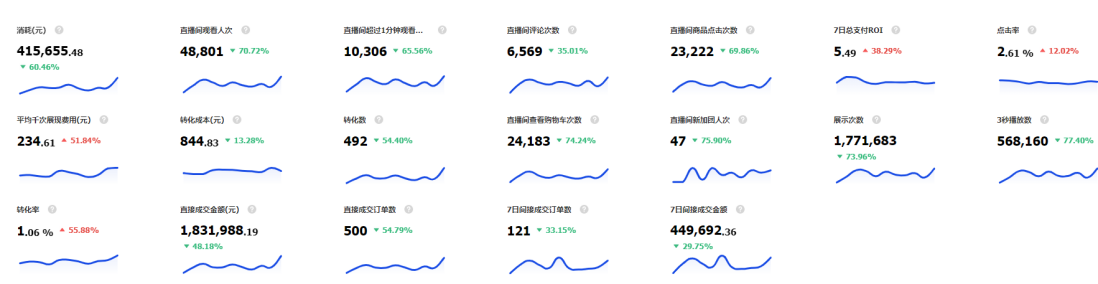 消耗(元) ?
415,655.48
▼ 60.46%
直播间观看人次 ?
48,801 ▼ 70.72%
直播间超过1分钟观看... ?
10,306 ▼ 65.56%
直播间评论次数 ?
6,569 ▼ 35.01%
直播间商品点击次数 ?
23,222 ▼ 69.86%
7日总支付ROI ?
5.49 ▲ 38.29%
点击率 ?
2.61 % ▲ 12.02%
平均千次展现费用(元) ?
234.61 ▲ 51.84%
转化成本(元) ?
844.83 ▼ 13.28%
转化数 ?
492 ▼ 54.40%
直播间查看购物车次数 ?
24,183 ▼ 74.24%
直播间新加团人次 ?
47 ▼ 75.90%
展示次数 ?
1,771,683
▼ 73.96%
3秒播放数 ?
568,160 ▼ 77.40%
转化率 ?
1.06 % ▲ 55.88%
直接成交金额(元) ?
1,831,988.19
▼ 48.18%
直接成交订单数 ?
500 ▼ 54.79%
7日间接成交订单数 ?
121 ▼ 33.15%
7日间接成交金额 ?
449,692.36
▼ 29.75%